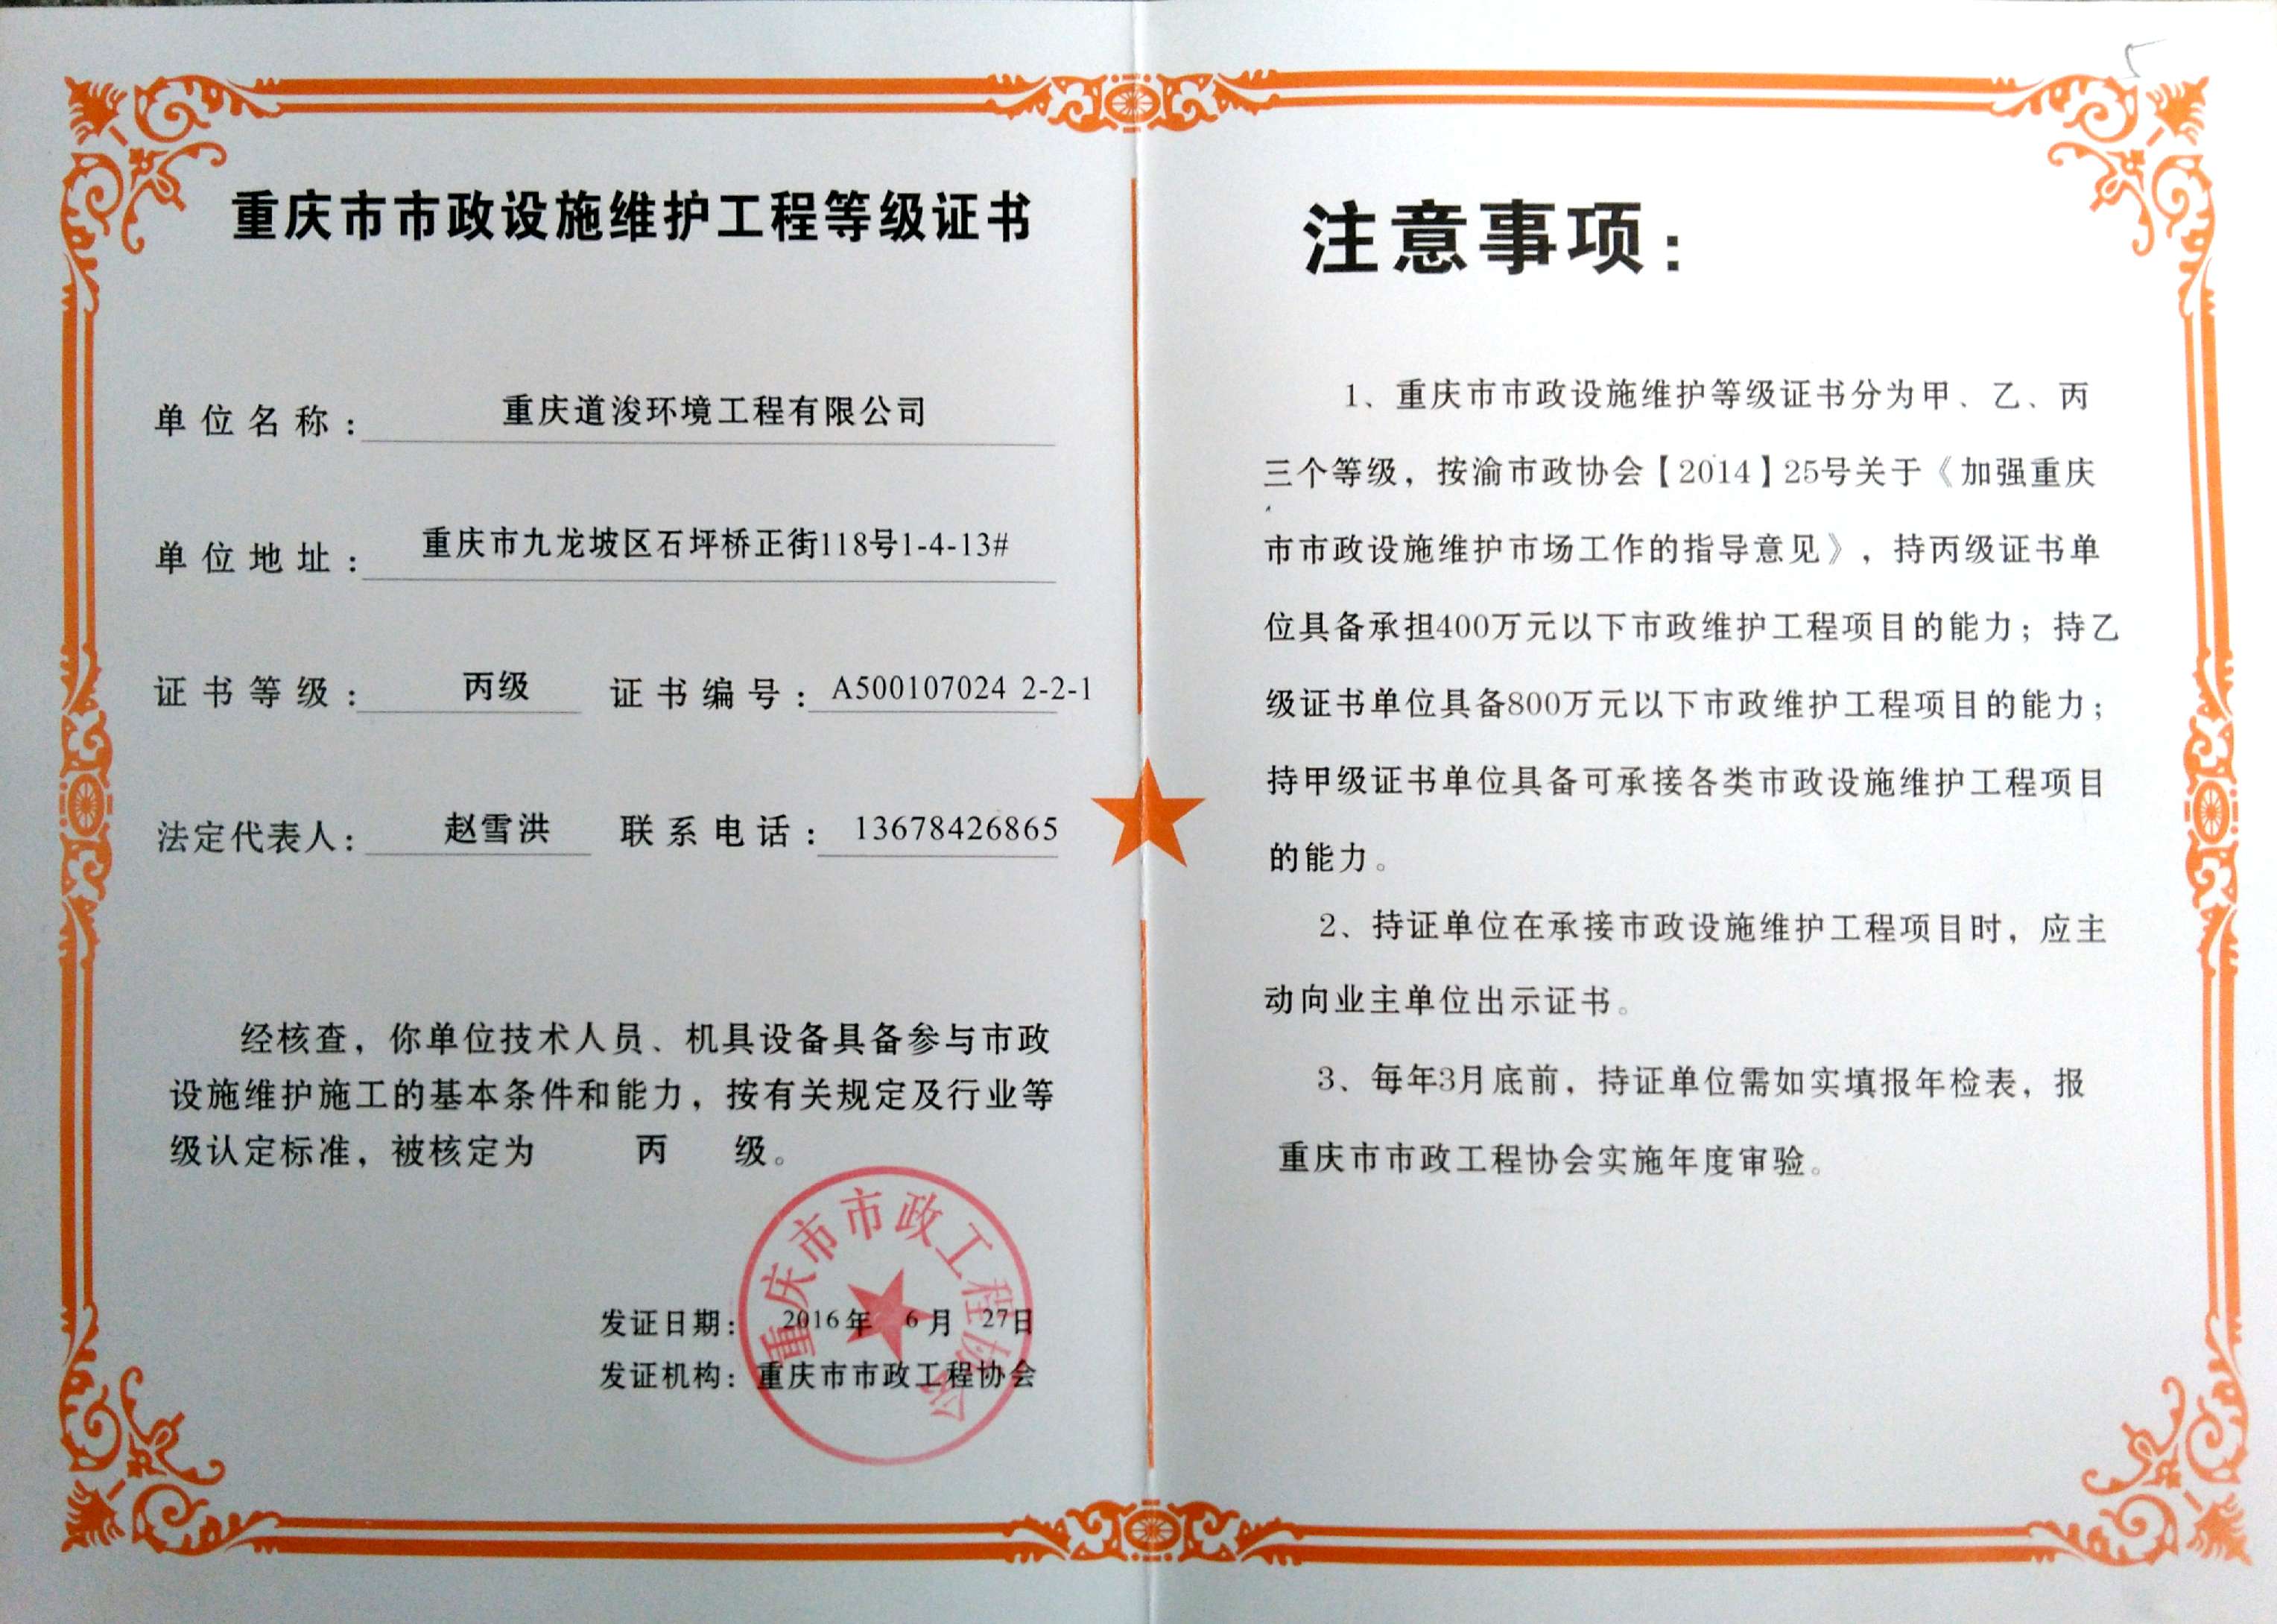 重庆市市政设施维护工程等级证书
单位名称：重庆道浚环境工程有限公司
单位地址：重庆市九龙坡区石坪桥正街118号1-4-13#
证书等级：丙级 证书编号：A500107024 2-2-1
法定代表人：赵雪洪 联系电话：13678426865
经核查，你单位技术人员、机具设备具备参与市政
设施维护施工的基本条件和能力，按有关规定及行业等
级认定标准，被核定为 丙 级。
重庆市市政工程协会
发证日期：2016年 6月 27日
发证机构：重庆市市政工程协会
注意事项：
1、重庆市市政设施维护等级证书分为甲、乙、丙
三个等级，按渝市政协会【2014】25号关于《加强重庆
市市政设施维护市场工作的指导意见》，持丙级证书单
位具备承担400万元以下市政维护工程项目的能力；持乙
级证书单位具备800万元以下市政维护工程项目的能力；
持甲级证书单位具备可承接各类市政设施维护工程项目
的能力。
2、持证单位在承接市政设施维护工程项目时，应主
动向业主单位出示证书。
3、每年3月底前，持证单位需如实填报年检表，报
重庆市市政工程协会实施年度审验。